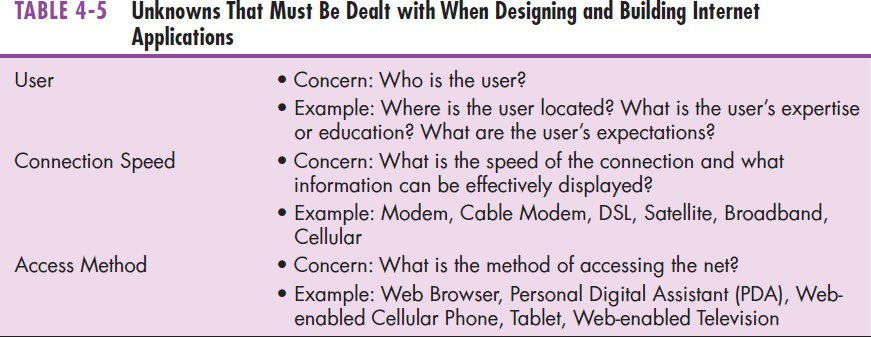 TABLE 4-5 Unknowns That Must Be Dealt with When Designing and Building Internet
Applications
User
• Concern: Who is the user?
• Example: Where is the user located? What is the user's expertise
or education? What are the user's expectations?
Connection Speed
• Concern: What is the speed of the connection and what
information can be effectively displayed?
• Example: Modem, Cable Modem, DSL, Satellite, Broadband,
Cellular
Access Method
• Concern: What is the method of accessing the net?
• Example: Web Browser, Personal Digital Assistant (PDA), Web-
enabled Cellular Phone, Tablet, Web-enabled Television